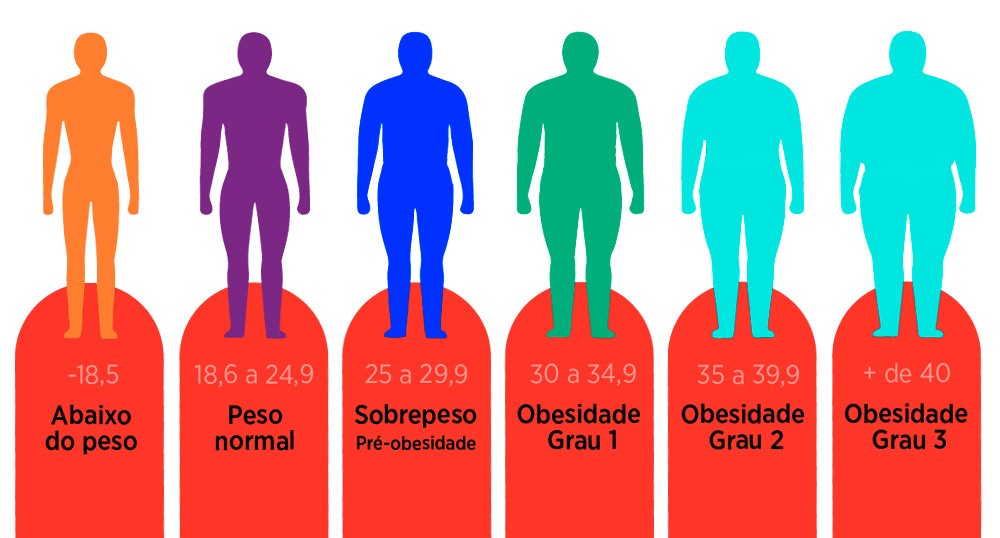 -18,5
Abaixo
do peso
18,6 a 24,9
Peso
normal
25 a 29,9
Sobrepeso
Pré-obesidade
30 a 34,9
Obesidade
Grau 1
35 a 39,9
Obesidade
Grau 2
+ de 40
Obesidade
Grau 3